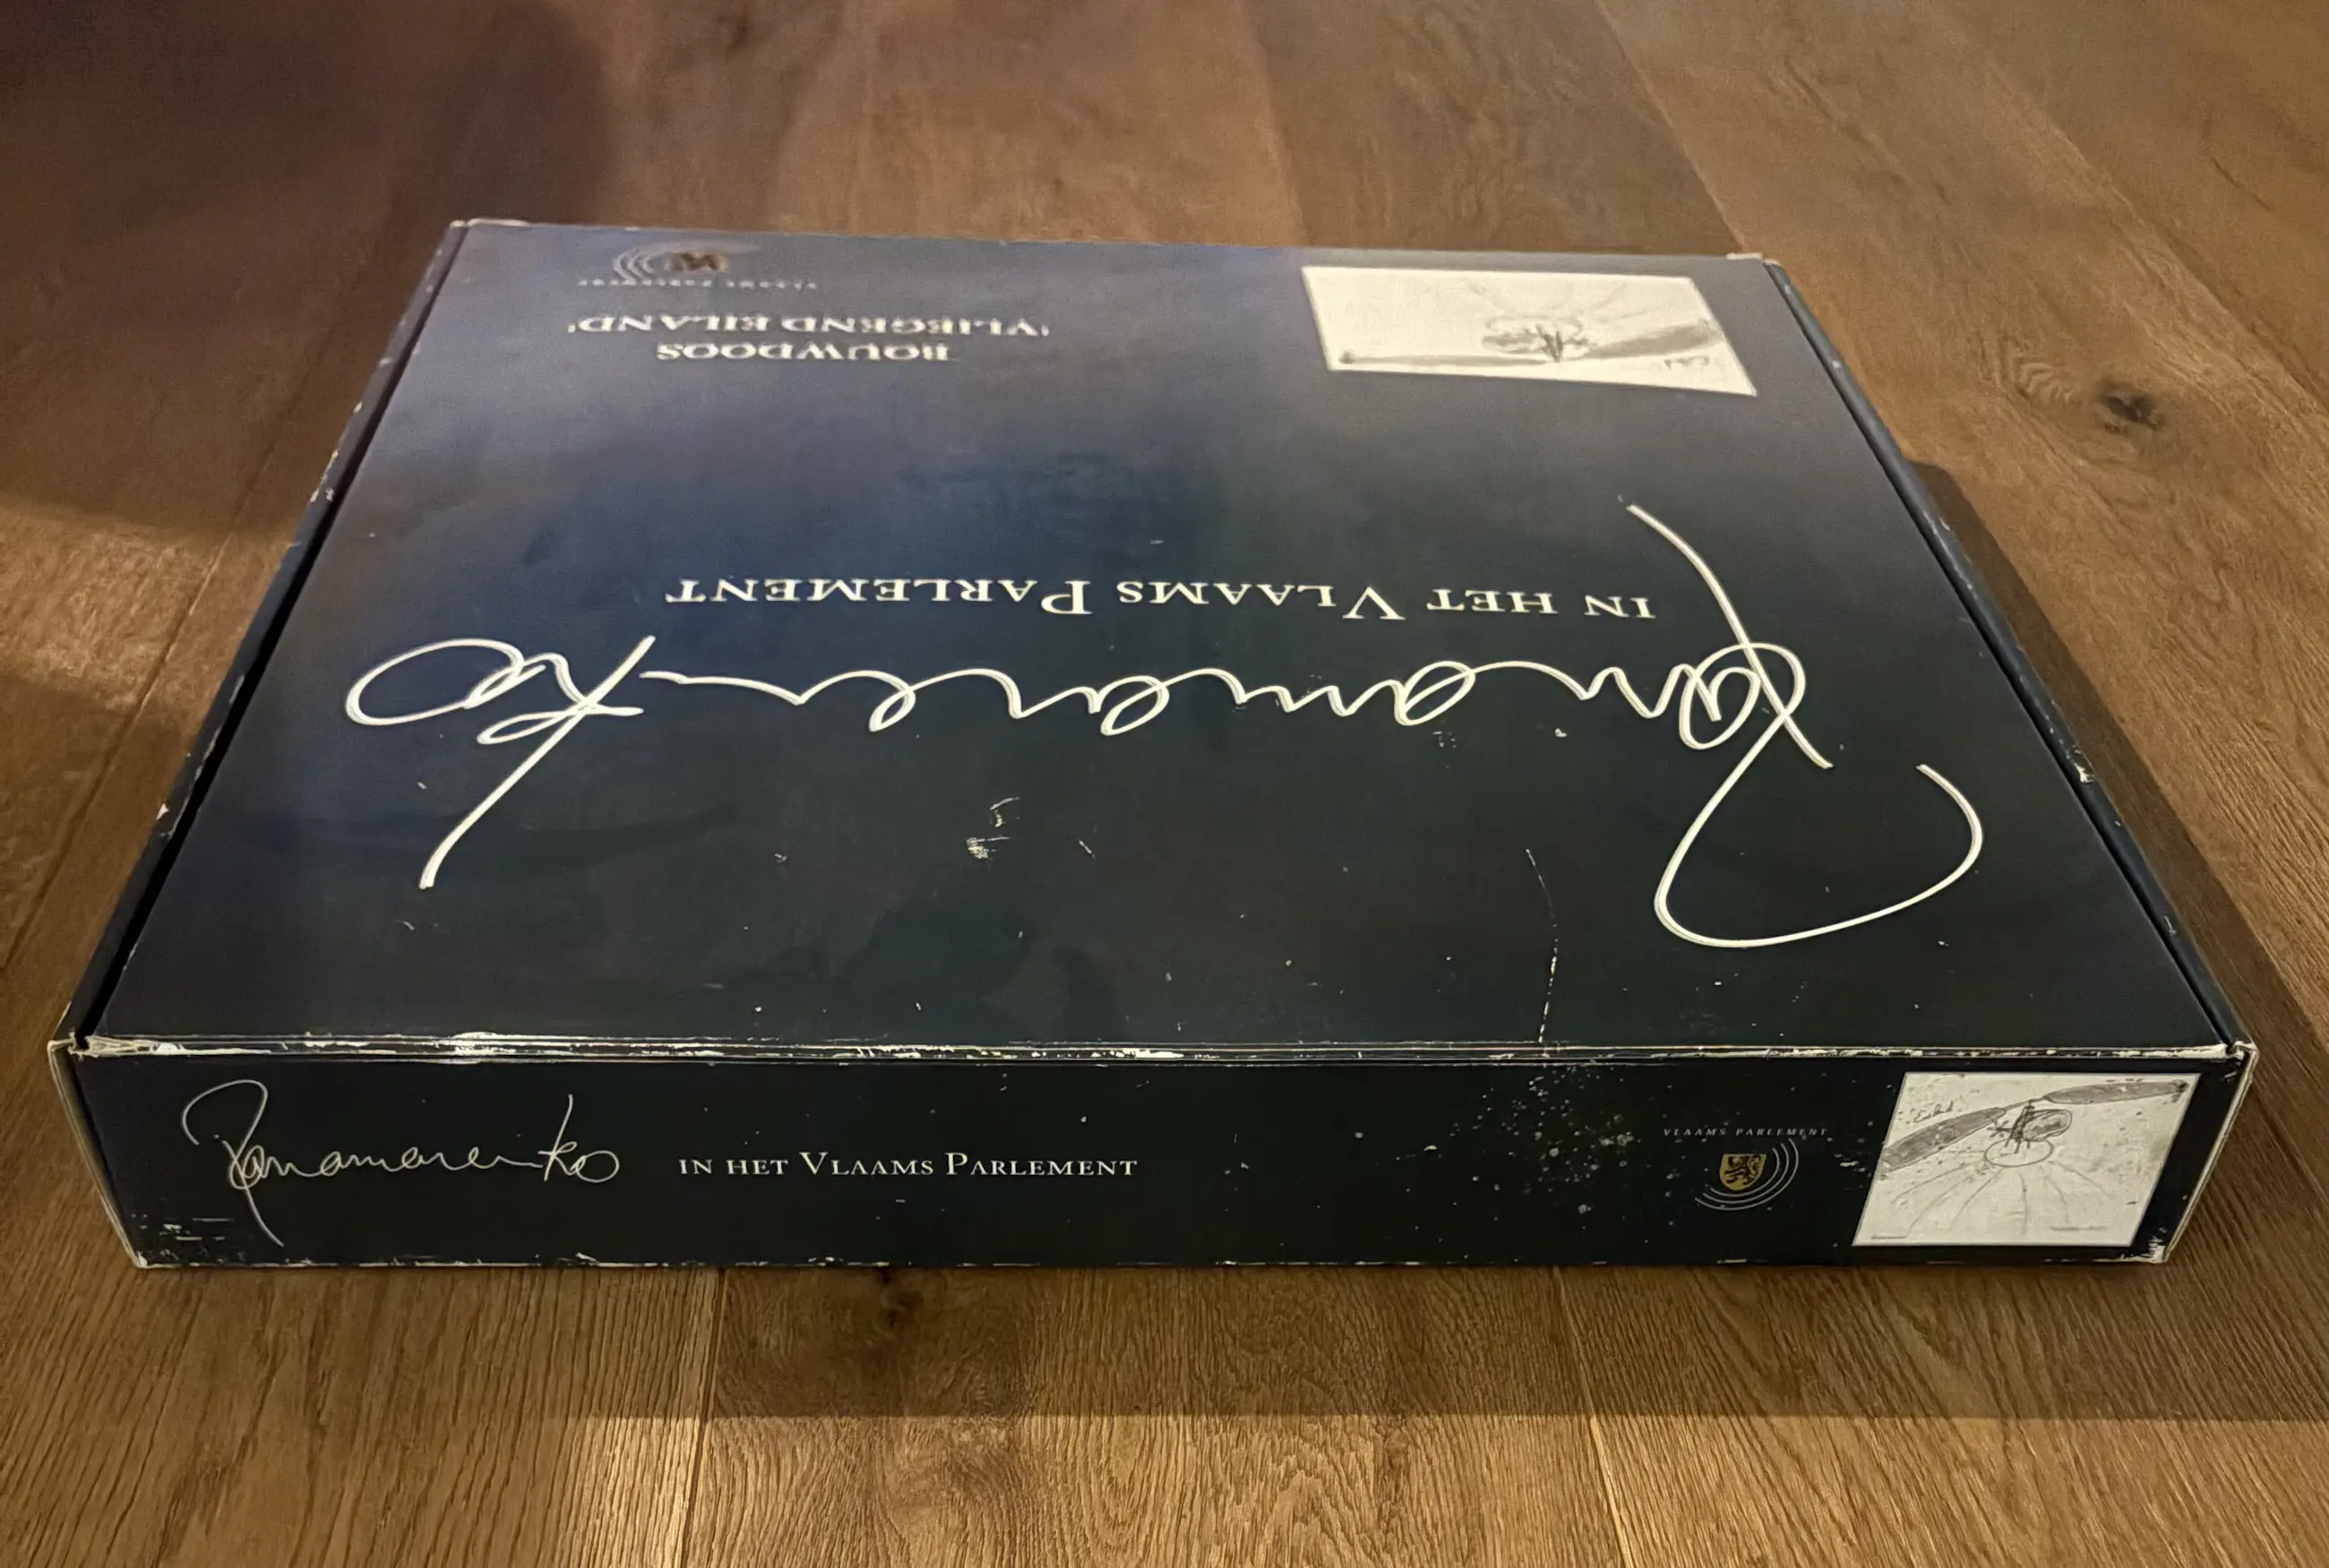 Panamarenko
IN HET VLAAMS PARLEMENT
BOUWDOOS
'VLIEGEND EILAND'
VLAAMS PARLEMENT
Panamarenko
IN HET VLAAMS PARLEMENT
VLAAMS PARLEMENT